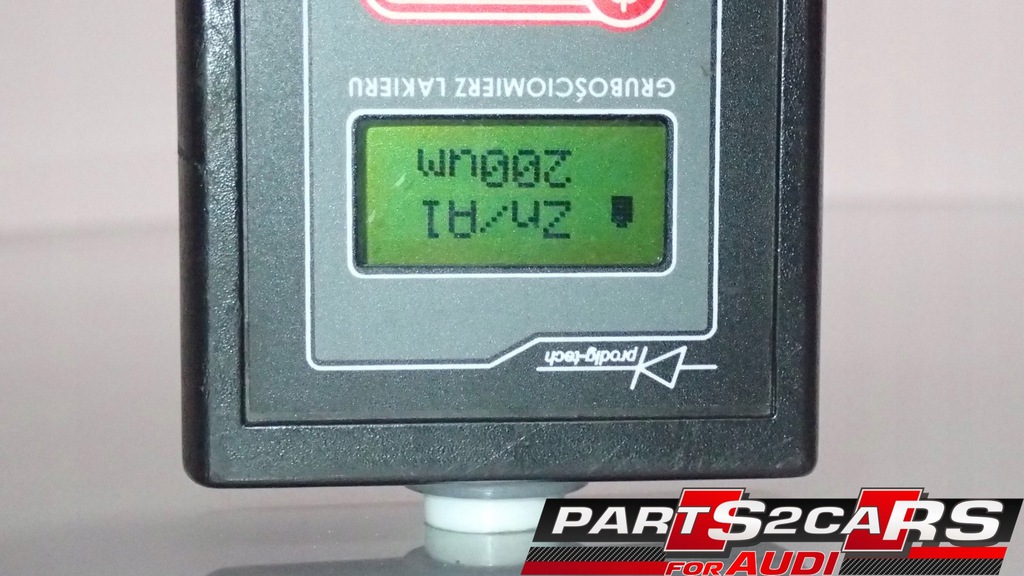 GRUBOŚCIOMIERZ LAKIERU
Zn/Al
200um
prodig-tech
PARTS2CARS
FOR AUDI